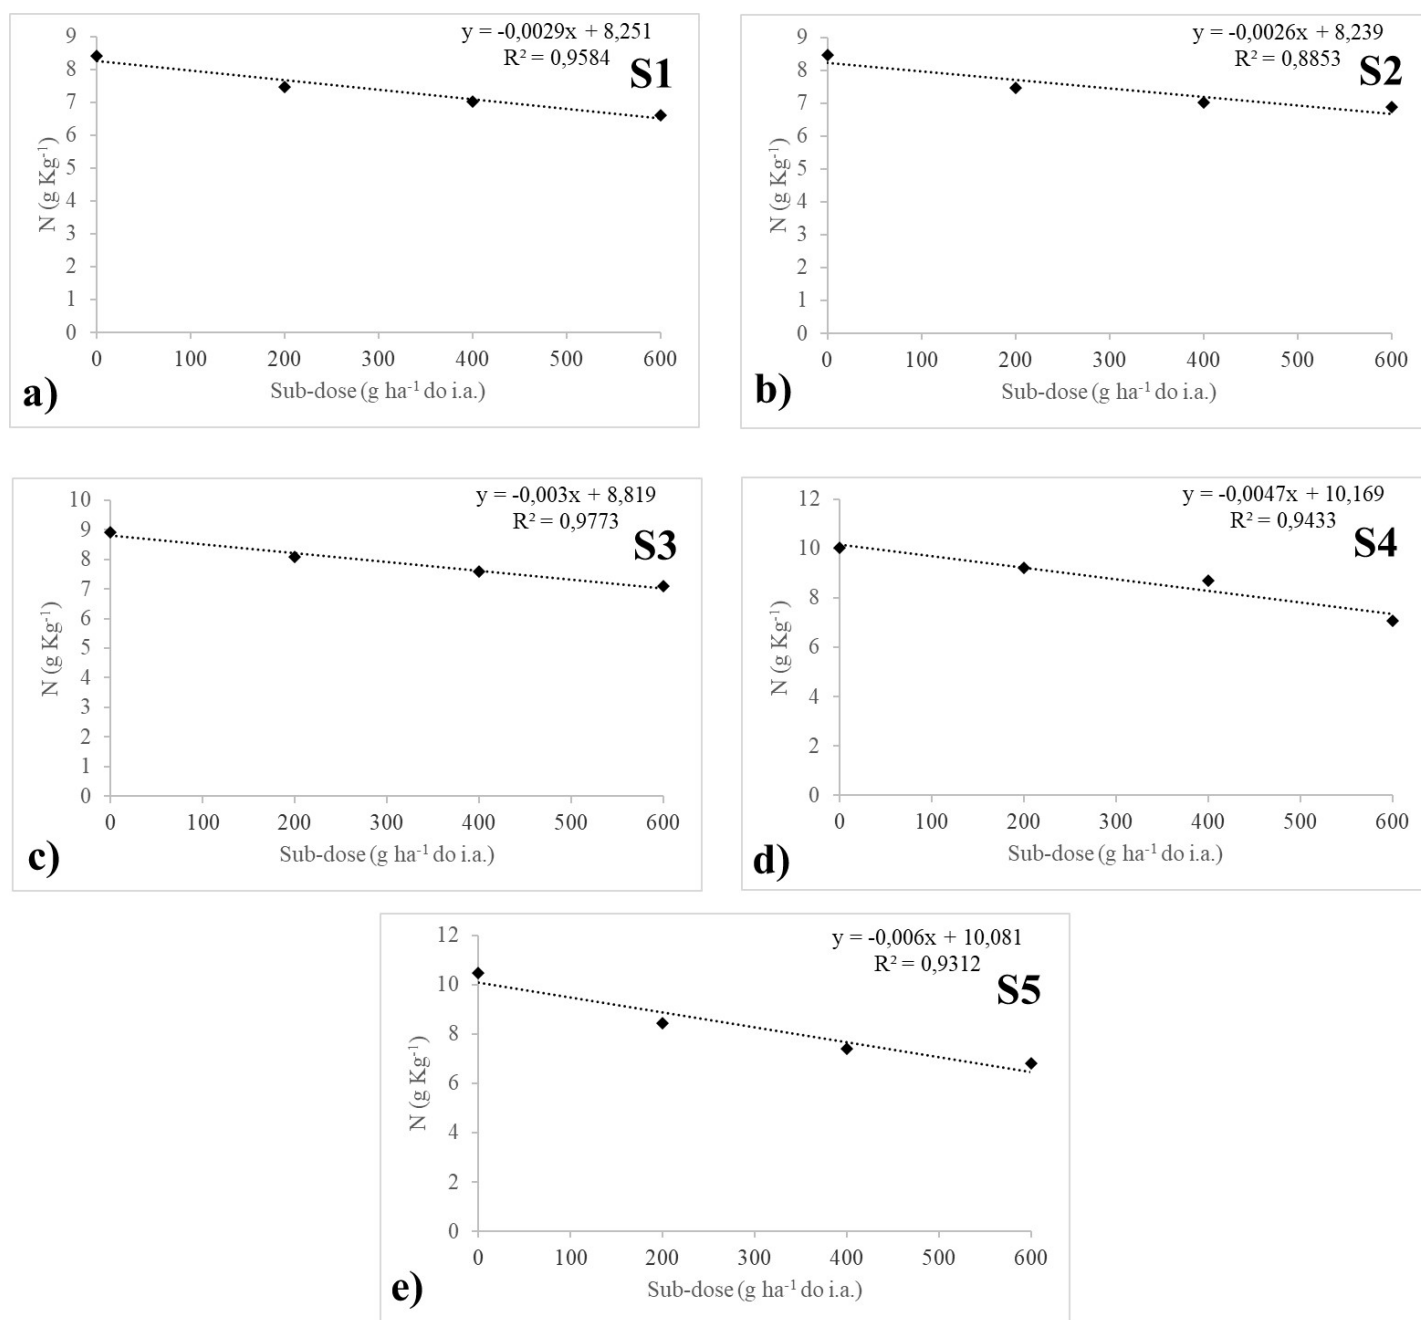 y = -0,0029x + 8,251
R² = 0,9584
S1
9
8
7
6
5
4
3
2
1
0
N (g Kg⁻¹)
0 100 200 300 400 500 600
Sub-dose (g ha⁻¹ do i.a.)
a)
y = -0,0026x + 8,239
R² = 0,8853
S2
9
8
7
6
5
4
3
2
1
0
N (g Kg⁻¹)
0 100 200 300 400 500 600
Sub-dose (g ha⁻¹ do i.a.)
b)
y = -0,003x + 8,819
R² = 0,9773
S3
10
9
8
7
6
5
4
3
2
1
0
N (g Kg⁻¹)
0 100 200 300 400 500 600
Sub-dose (g ha⁻¹ do i.a.)
c)
y = -0,0047x + 10,169
R² = 0,9433
S4
12
10
8
6
4
2
0
N (g Kg⁻¹)
0 100 200 300 400 500 600
Sub-dose (g ha⁻¹ do i.a.)
d)
y = -0,006x + 10,081
R² = 0,9312
S5
12
10
8
6
4
2
0
N (g Kg⁻¹)
0 100 200 300 400 500 600
Sub-dose (g ha⁻¹ do i.a.)
e)